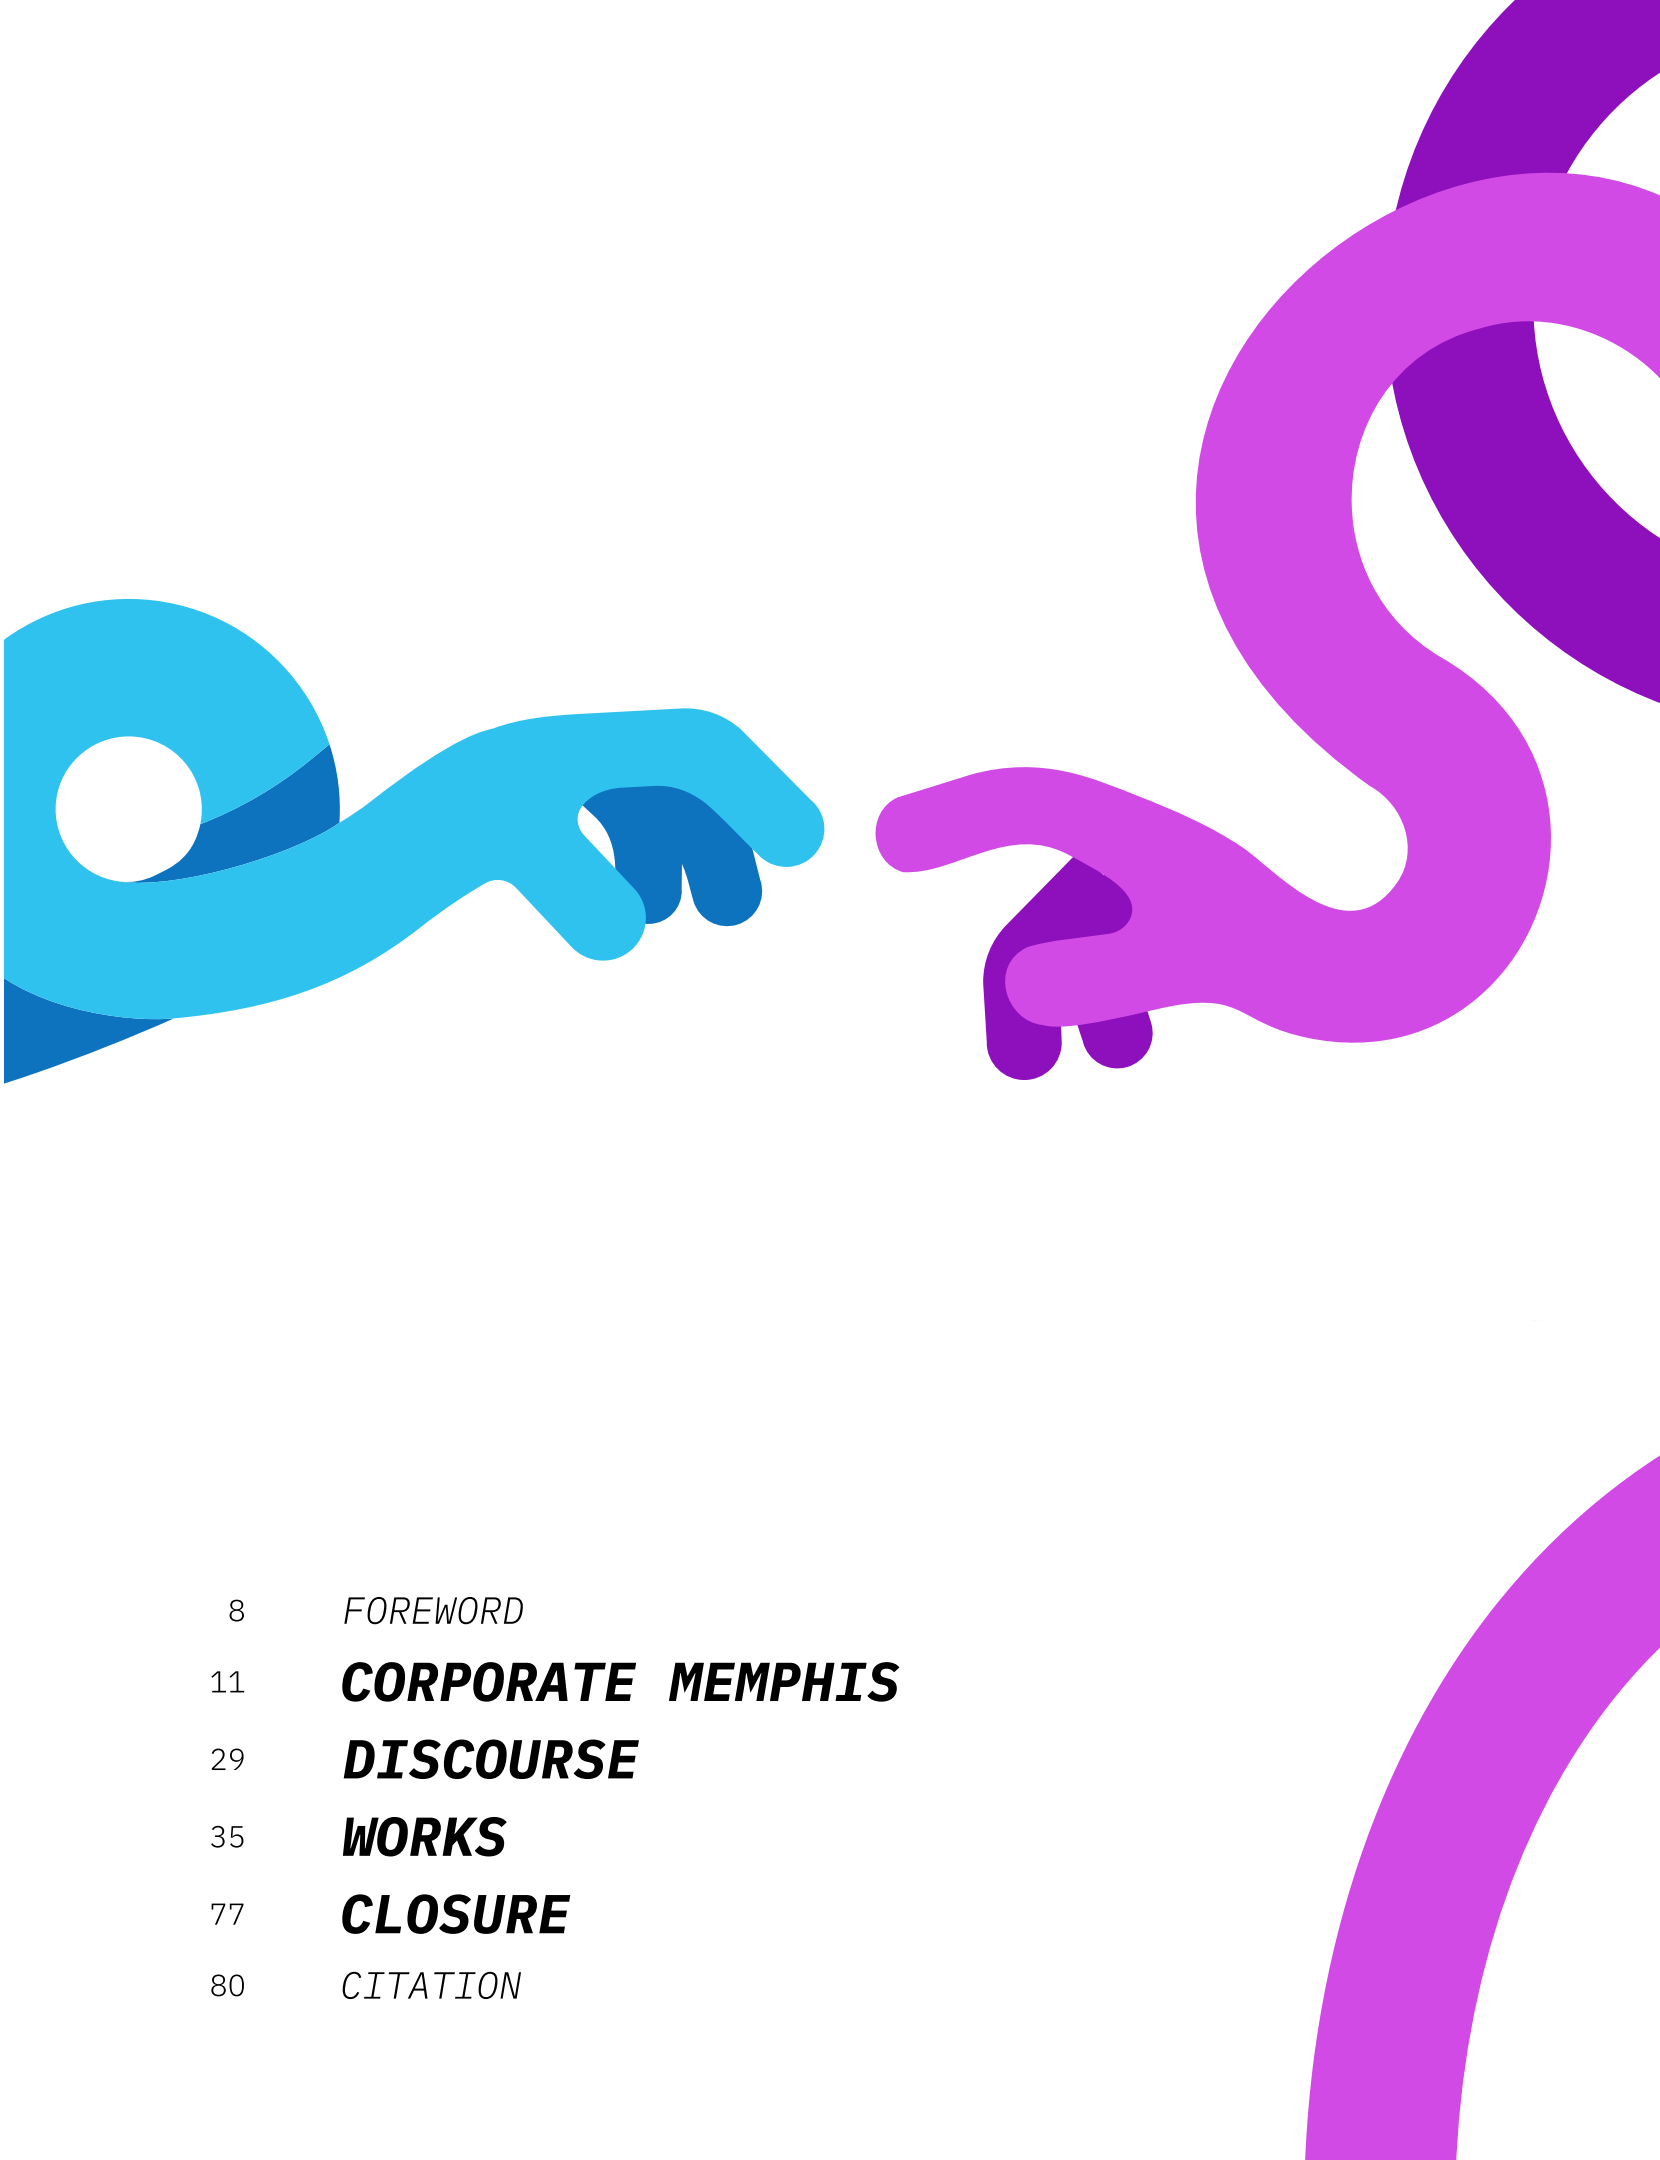 8 FOREWORD
11 CORPORATE MEMPHIS
29 DISCOURSE
35 WORKS
77 CLOSURE
80 CITATION